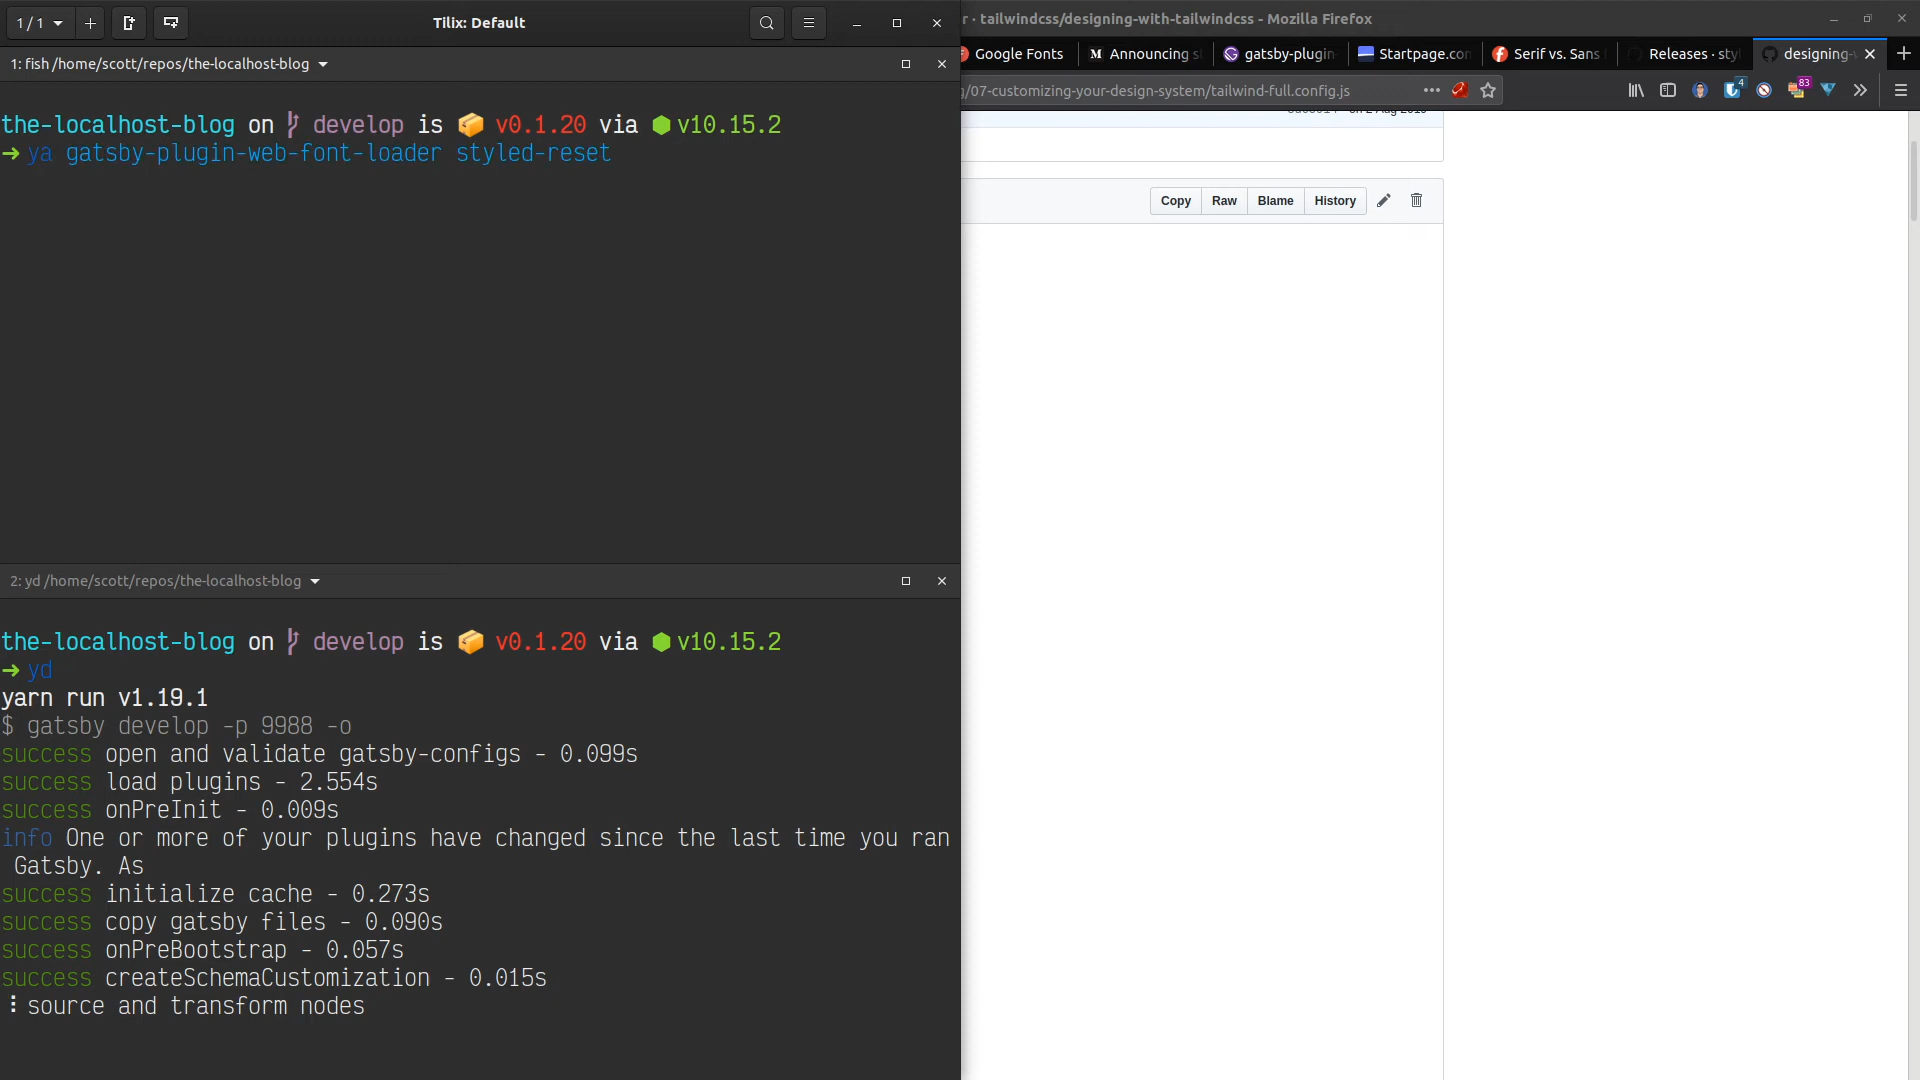 1 / 1
Tilix: Default
1: fish /home/scott/repos/the-localhost-blog
the-localhost-blog on develop is v0.1.20 via v10.15.2
➜ ya gatsby-plugin-web-font-loader styled-reset
2: yd /home/scott/repos/the-localhost-blog
the-localhost-blog on develop is v0.1.20 via v10.15.2
➜ yd
yarn run v1.19.1
$ gatsby develop -p 9988 -o
success open and validate gatsby-configs - 0.099s
success load plugins - 2.554s
success onPreInit - 0.009s
info One or more of your plugins have changed since the last time you ran
Gatsby. As
success initialize cache - 0.273s
success copy gatsby files - 0.090s
success onPreBootstrap - 0.057s
success createSchemaCustomization - 0.015s
⠸ source and transform nodes
r · tailwindcss/designing-with-tailwindcss - Mozilla Firefox
Google Fonts
M Announcing s
gatsby-plugin
Startpage.con
Serif vs. Sans
Releases · sty
designing-
/07-customizing-your-design-system/tailwind-full.config.js
4
83
Copy
Raw
Blame
History